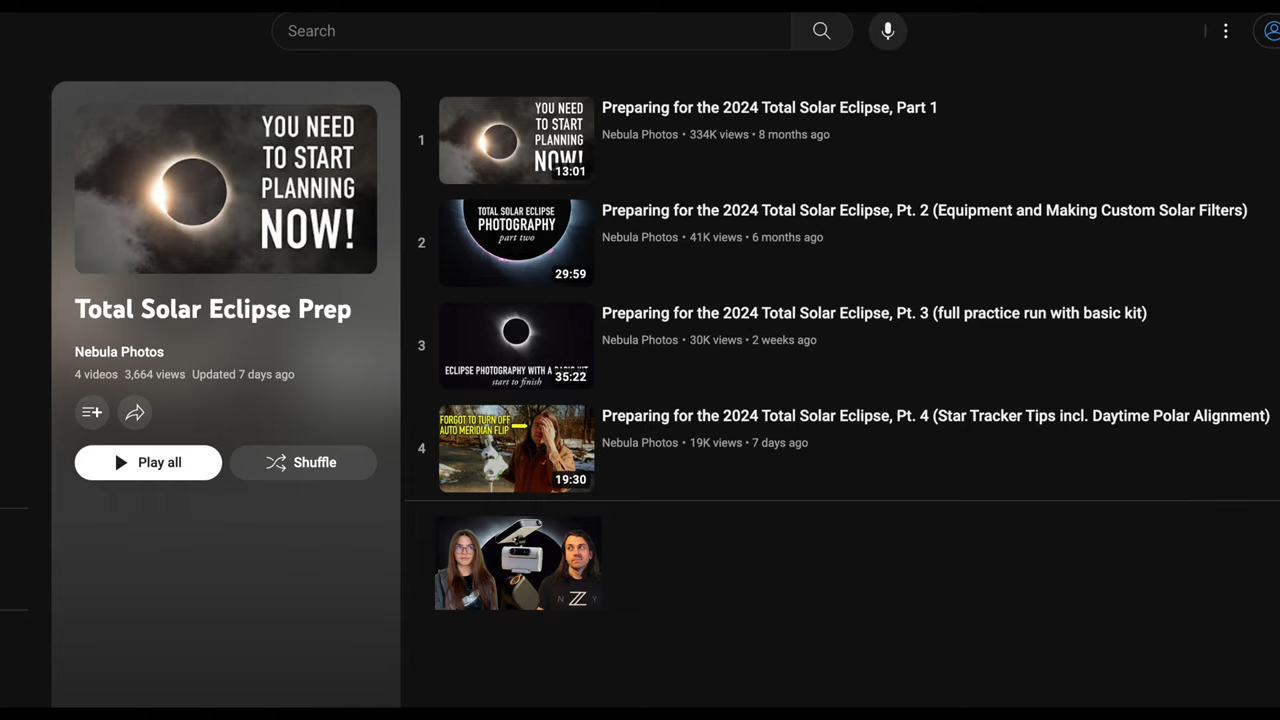 Search
YOU NEED
TO START
PLANNING
NOW!
Total Solar Eclipse Prep
Nebula Photos
4 videos 3,664 views Updated 7 days ago
Play all
Shuffle
1
YOU NEED
TO START
PLANNING
NOW!
13:01
Preparing for the 2024 Total Solar Eclipse, Part 1
Nebula Photos • 334K views • 8 months ago
2
TOTAL SOLAR ECLIPSE
PHOTOGRAPHY
part two
29:59
Preparing for the 2024 Total Solar Eclipse, Pt. 2 (Equipment and Making Custom Solar Filters)
Nebula Photos • 41K views • 6 months ago
3
ECLIPSE PHOTOGRAPHY WITH A
start to finish
35:22
Preparing for the 2024 Total Solar Eclipse, Pt. 3 (full practice run with basic kit)
Nebula Photos • 30K views • 2 weeks ago
4
FORGOT TO TURN OFF
AUTO MERIDIAN FLIP
19:30
Preparing for the 2024 Total Solar Eclipse, Pt. 4 (Star Tracker Tips incl. Daytime Polar Alignment)
Nebula Photos • 19K views • 7 days ago